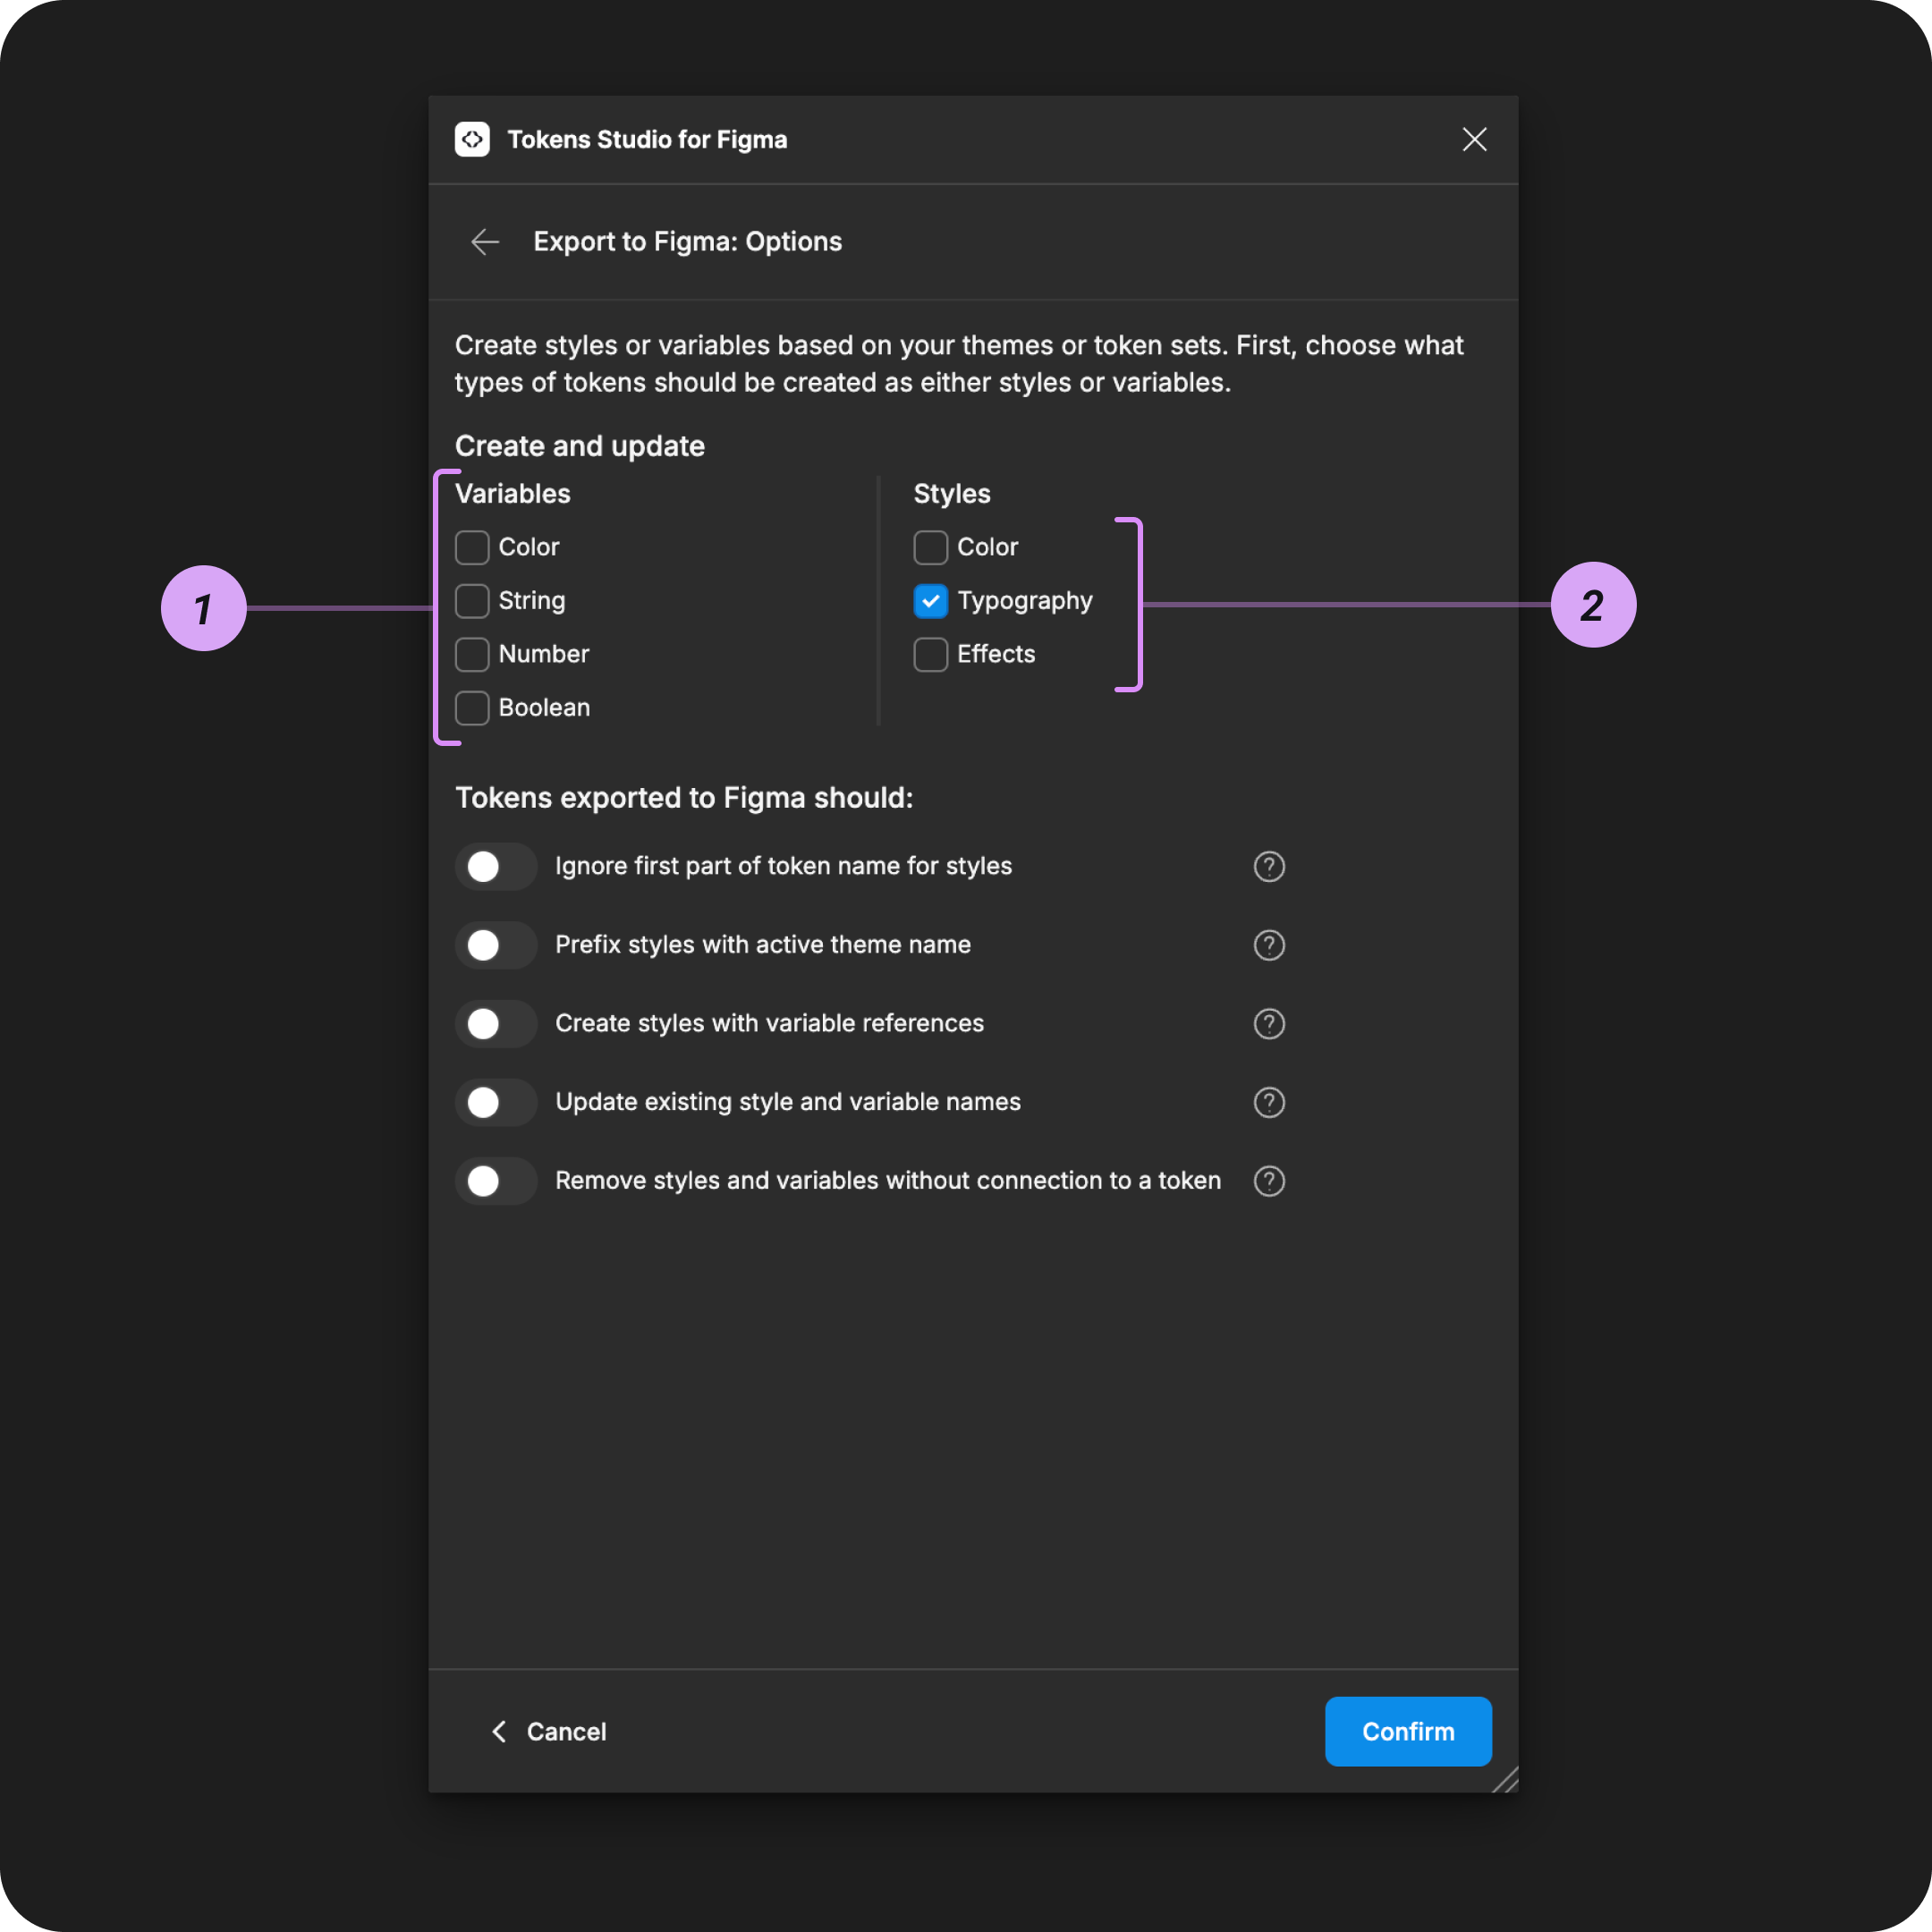 Tokens Studio for Figma
Export to Figma: Options
Create styles or variables based on your themes or token sets. First, choose what
types of tokens should be created as either styles or variables.
Create and update
Variables
Color
String
Number
Boolean
1
Styles
Color
Typography
Effects
2
Tokens exported to Figma should:
Ignore first part of token name for styles ?
Prefix styles with active theme name ?
Create styles with variable references ?
Update existing style and variable names ?
Remove styles and variables without connection to a token ?
Cancel
Confirm